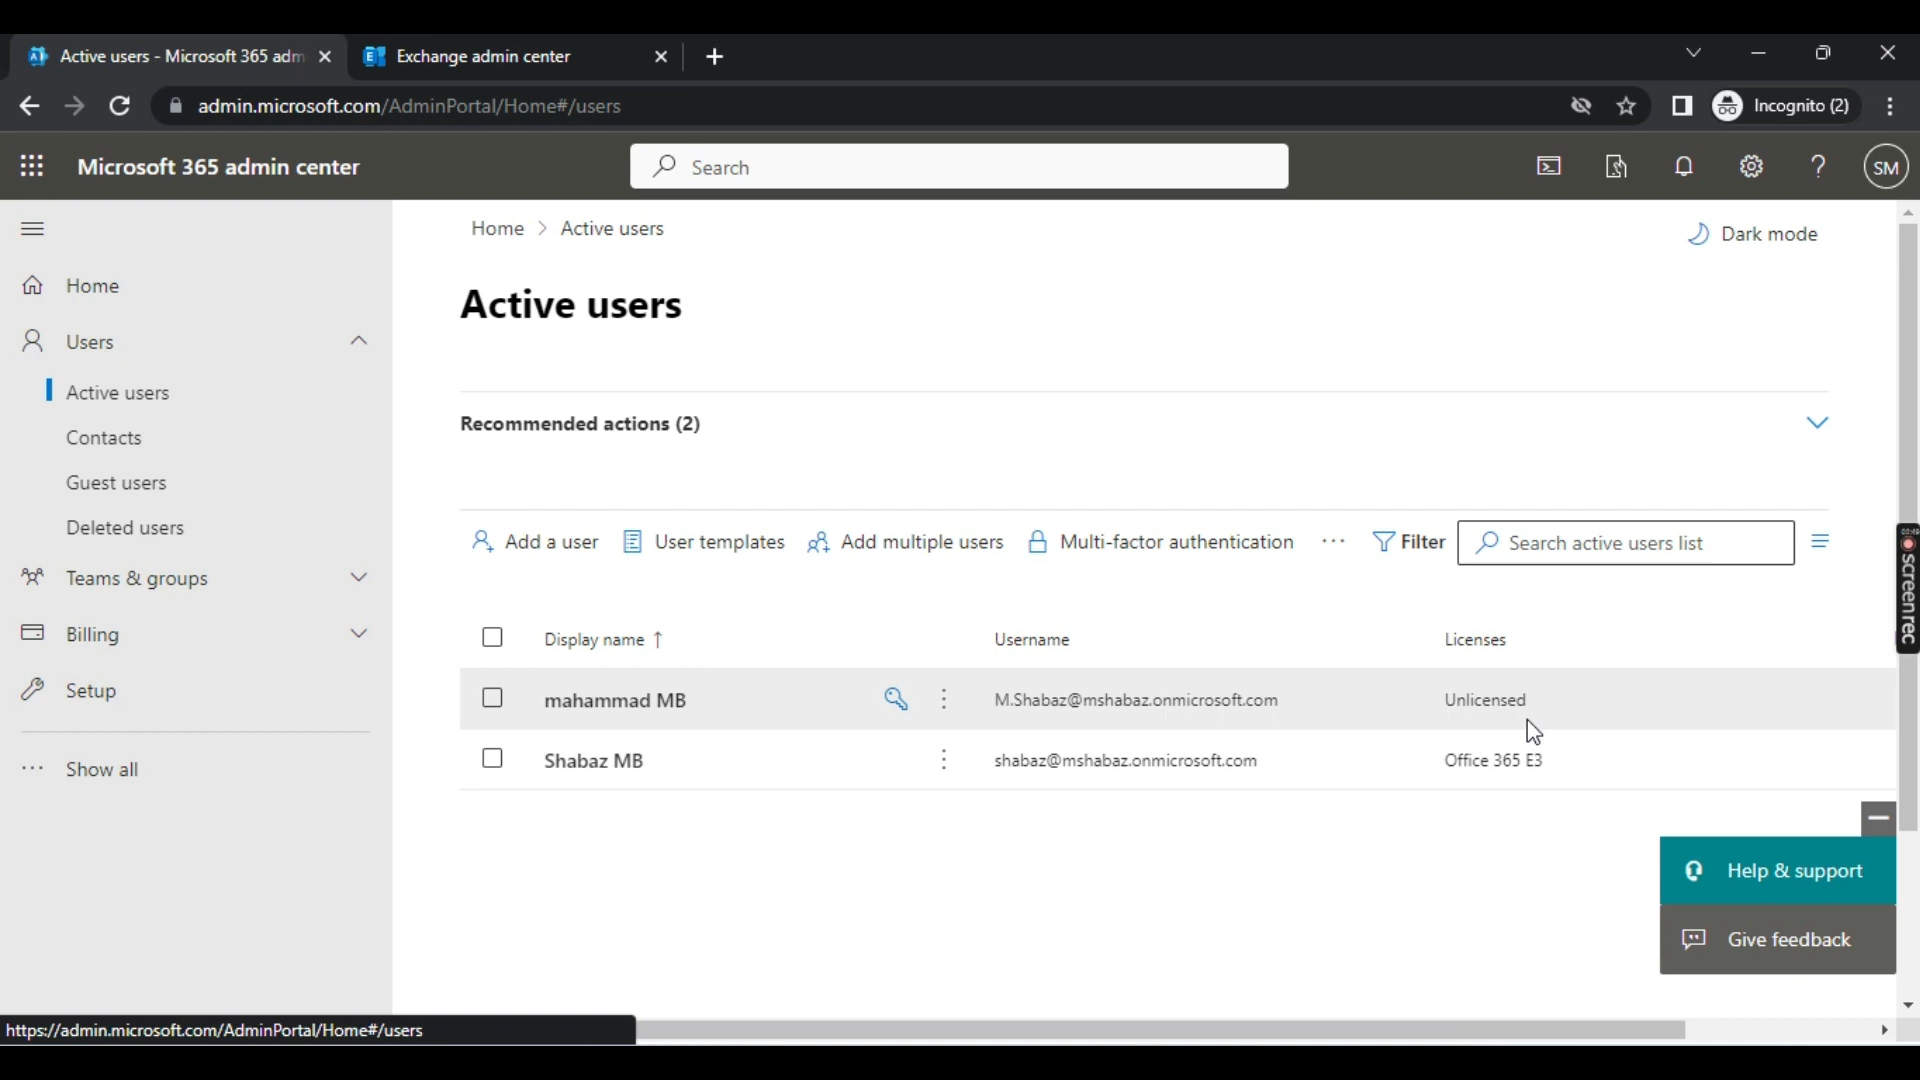 Active users - Microsoft 365 adm
Exchange admin center
admin.microsoft.com/AdminPortal/Home#/users
Incognito (2)
Microsoft 365 admin center
Search
SM
Home > Active users
Dark mode
Home
Active users
Users
Active users
Recommended actions (2)
Contacts
Guest users
Deleted users
Add a user
User templates
Add multiple users
Multi-factor authentication
Filter
Search active users list
Teams & groups
Billing
Setup
Show all
Display name ↑
Username
Licenses
mahammad MB
M.Shabaz@mshabaz.onmicrosoft.com
Unlicensed
Shabaz MB
shabaz@mshabaz.onmicrosoft.com
Office 365 E3
screenrec
Help & support
Give feedback
https://admin.microsoft.com/AdminPortal/Home#/users